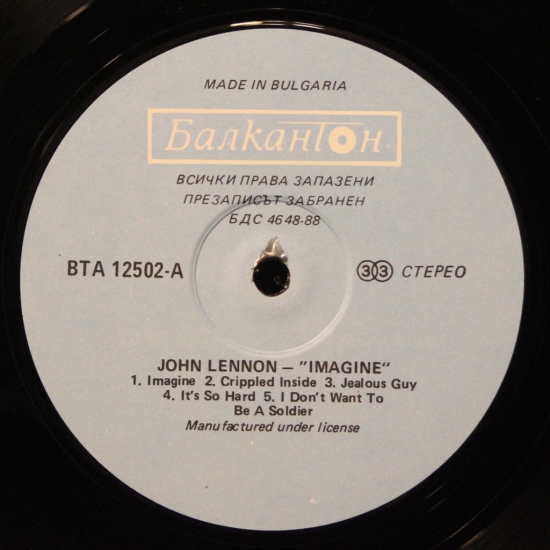 MADE IN BULGARIA
Балкантон
ВСИЧКИ ПРАВА ЗАПАЗЕНИ
ПРЕЗАПИСЪТ ЗАБРАНЕН
БДС 4648-88
BTA 12502-A
33 СТЕРЕО
JOHN LENNON – "IMAGINE"
1. Imagine 2. Crippled Inside 3. Jealous Guy
4. It's So Hard 5. I Don't Want To
Be A Soldier
Manufactured under license